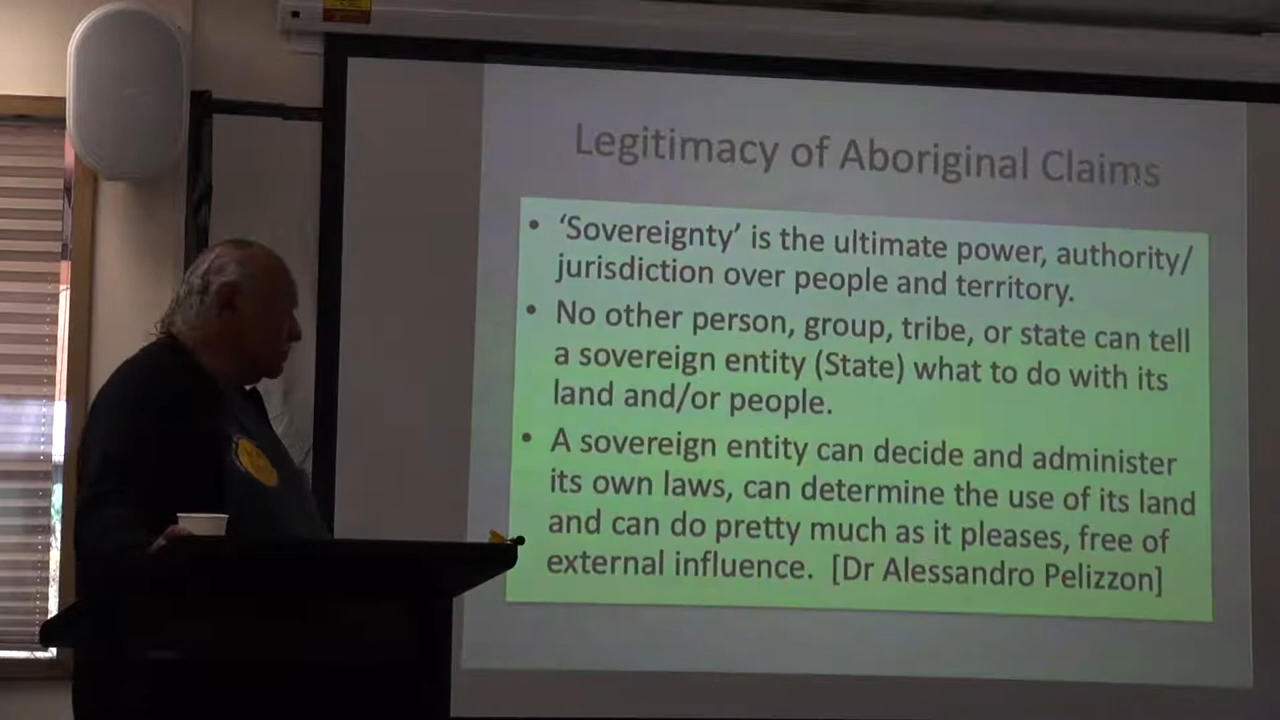 Legitimacy of Aboriginal Claims
• ‘Sovereignty’ is the ultimate power, authority/
jurisdiction over people and territory.
• No other person, group, tribe, or state can tell
a sovereign entity (State) what to do with its
land and/or people.
• A sovereign entity can decide and administer
its own laws, can determine the use of its land
and can do pretty much as it pleases, free of
external influence. [Dr Alessandro Pelizzon]